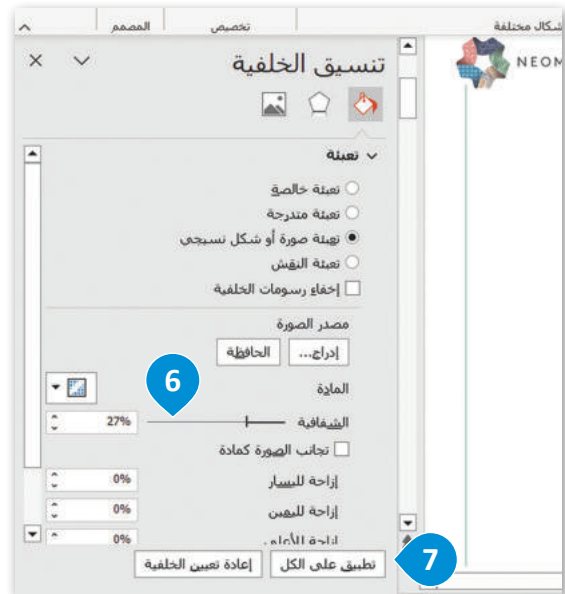 شكال مختلفة
تخصيص
المصمم
NEOM
تنسيق الخلفية
تعبئة
تعبئة خالصة
تعبئة متدرجة
تعبئة صورة أو شكل نسيجي
تعبئة النقش
إخفاء رسومات الخلفية
مصدر الصورة
إدراج...
الحافظة
6
المادة
الشفافية
27%
تجانب الصورة كمادة
إزاحة لليسار
0%
إزاحة لليمين
0%
إزاحة للأعلى
0%
تطبيق على الكل
إعادة تعيين الخلفية
7